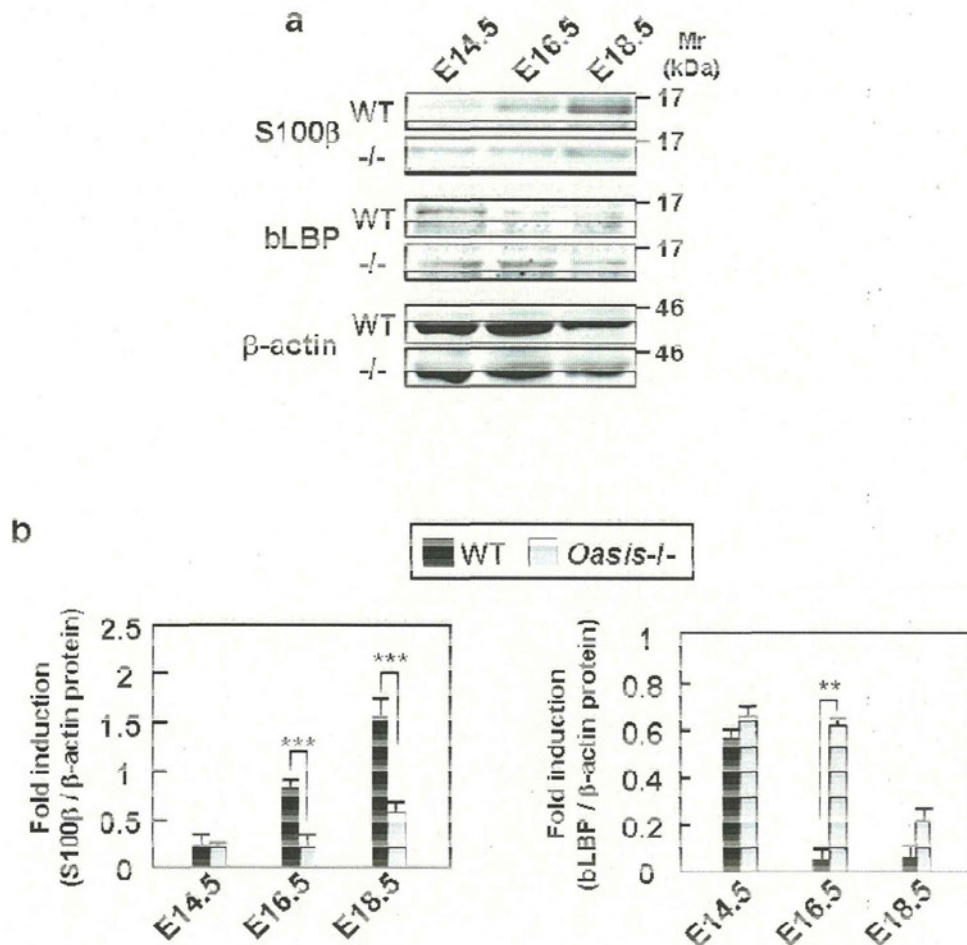 a
E14.5 E16.5 E18.5 Mr (kDa)
S100β WT 17
-/- 17
bLBP WT 17
-/- 17
β-actin WT 46
-/- 46
b
WT Oasis-/-
Fold induction
(S100β / β-actin protein)
2.5
2
1.5
1
0.5
0
***
***
E14.5 E16.5 E18.5
Fold induction
(bLBP / β-actin protein)
1
0.8
0.6
0.4
0.2
0
**
E14.5 E16.5 E18.5